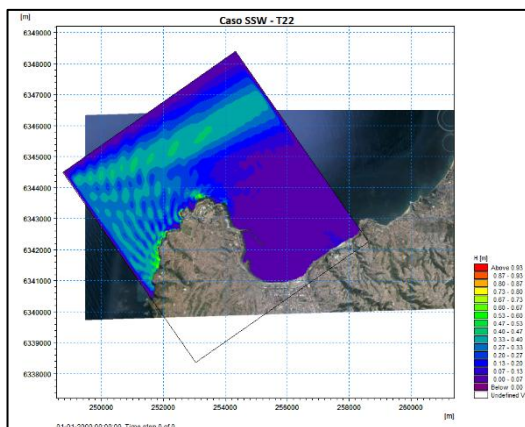 Caso SSW - T22
[m]
6349000
6348000
6347000
6346000
6345000
6344000
6343000
6342000
6341000
6340000
6339000
6338000
250000 252000 254000 256000 258000 260000
[m]
H [m]
Above 0.93
0.87 - 0.93
0.80 - 0.87
0.73 - 0.80
0.67 - 0.73
0.60 - 0.67
0.53 - 0.60
0.47 - 0.53
0.40 - 0.47
0.33 - 0.40
0.27 - 0.33
0.20 - 0.27
0.13 - 0.20
0.07 - 0.13
0.00 - 0.07
Below 0.00
Undefined V